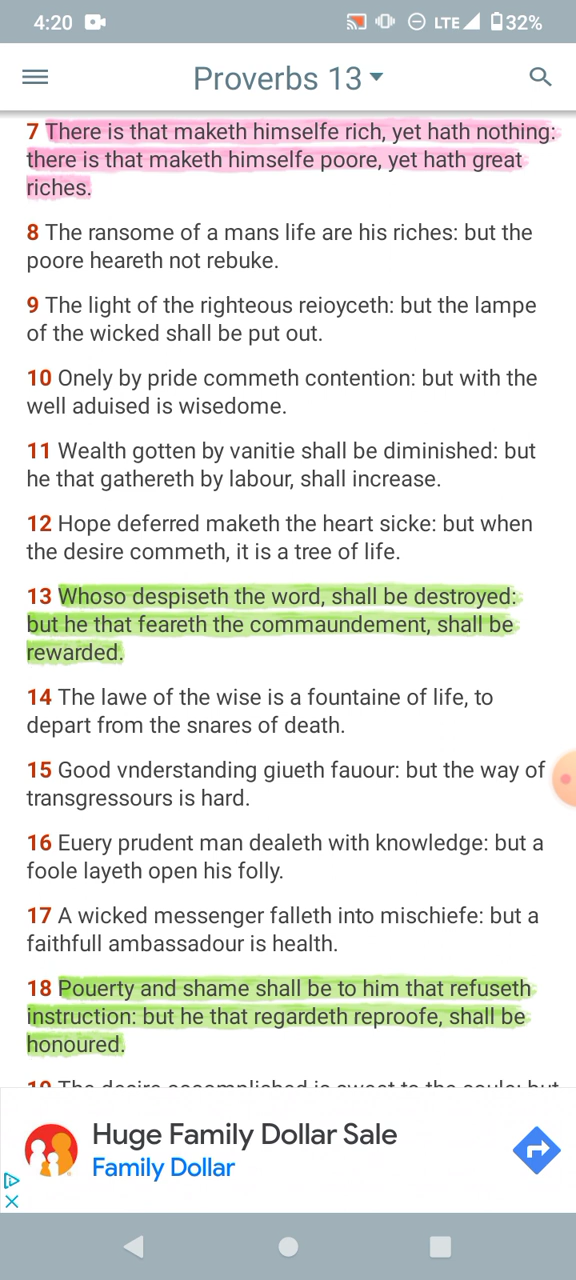 4:20 LTE 32%
Proverbs 13
7 There is that maketh himselfe rich, yet hath nothing:
there is that maketh himselfe poore, yet hath great
riches.
8 The ransome of a mans life are his riches: but the
poore heareth not rebuke.
9 The light of the righteous reioyceth: but the lampe
of the wicked shall be put out.
10 Onely by pride commeth contention: but with the
well aduised is wisedome.
11 Wealth gotten by vanitie shall be diminished: but
he that gathereth by labour, shall increase.
12 Hope deferred maketh the heart sicke: but when
the desire commeth, it is a tree of life.
13 Whoso despiseth the word, shall be destroyed:
but he that feareth the commaundement, shall be
rewarded.
14 The lawe of the wise is a fountaine of life, to
depart from the snares of death.
15 Good vnderstanding giueth fauour: but the way of
transgressours is hard.
16 Euery prudent man dealeth with knowledge: but a
foole layeth open his folly.
17 A wicked messenger falleth into mischiefe: but a
faithfull ambassadour is health.
18 Pouerty and shame shall be to him that refuseth
instruction: but he that regardeth reproofe, shall be
honoured.
19 The desire accomplished is sweet to the soule: but
Huge Family Dollar Sale
Family Dollar